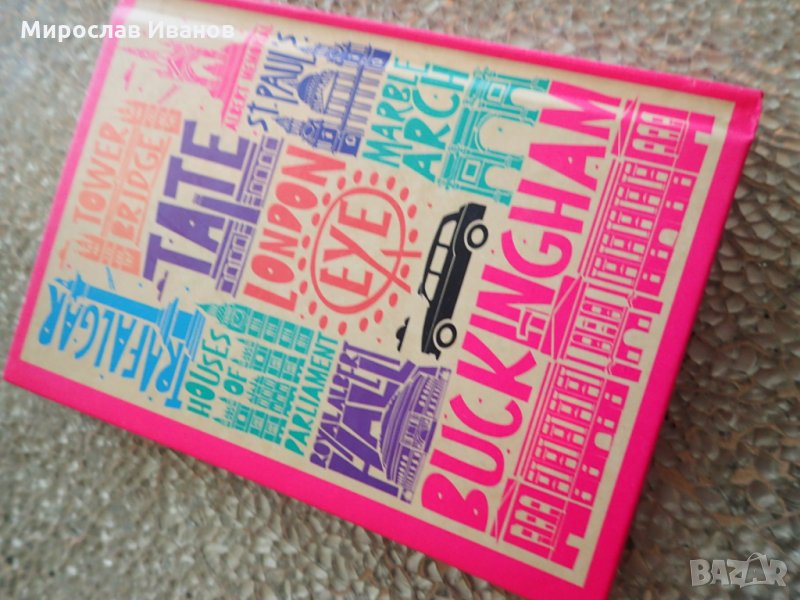 Мирослав Иванов
TOWER
BRIDGE
TATE
ALBERT MEMORIAL
ST PAUL'S
MARBLE
ARCH
LONDON
EYE
TRAFALGAR
HOUSES
OF
PARLIAMENT
ROYAL ALBERT
HALL
BUCKINGHAM
BAZAR